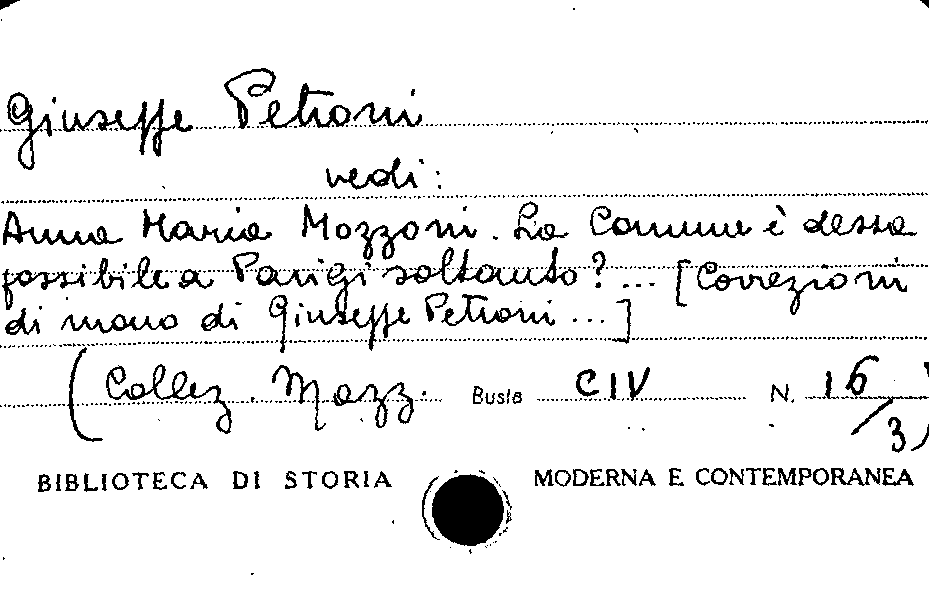 Giuseppe Petroni
vedi:
Anna Maria Mozzoni. La Comune è dessa
possibile a Parigi soltanto? ... [Correzioni
di mano di Giuseppe Petroni ...]
(Collez. Mazz. Busta CIV N. 16/3)
BIBLIOTECA DI STORIA MODERNA E CONTEMPORANEA